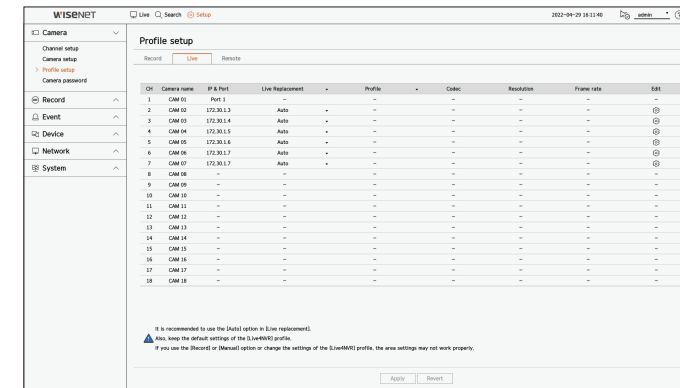 WISENET Live Search Setup 2022-04-29 16:11:40 admin ?
Camera
Channel setup
Camera setup
> Profile setup
Camera password
Record
Event
Device
Network
System
Profile setup
Record Live Remote
CH Camera name IP & Port Live Replacement Profile Codec Resolution Frame rate Edit
1 CAM 01 Port 1 – – – – – –
2 CAM 02 172.30.1.3 Auto – – – –
3 CAM 03 172.30.1.4 Auto – – – –
4 CAM 04 172.30.1.5 Auto – – – –
5 CAM 05 172.30.1.6 Auto – – – –
6 CAM 06 172.30.1.7 Auto – – – –
7 CAM 07 172.30.1.7 Auto – – – –
8 CAM 08 – – – – – – –
9 CAM 09 – – – – – – –
10 CAM 10 – – – – – – –
11 CAM 11 – – – – – – –
12 CAM 12 – – – – – – –
13 CAM 13 – – – – – – –
14 CAM 14 – – – – – – –
15 CAM 15 – – – – – – –
16 CAM 16 – – – – – – –
17 CAM 17 – – – – – – –
18 CAM 18 – – – – – – –
It is recommended to use the [Auto] option in [Live replacement].
Also, keep the default settings of the [Live4NVR] profile.
If you use the [Record] or [Manual] option or change the settings of the [Live4NVR] profile, the area settings may not work properly.
Apply Revert